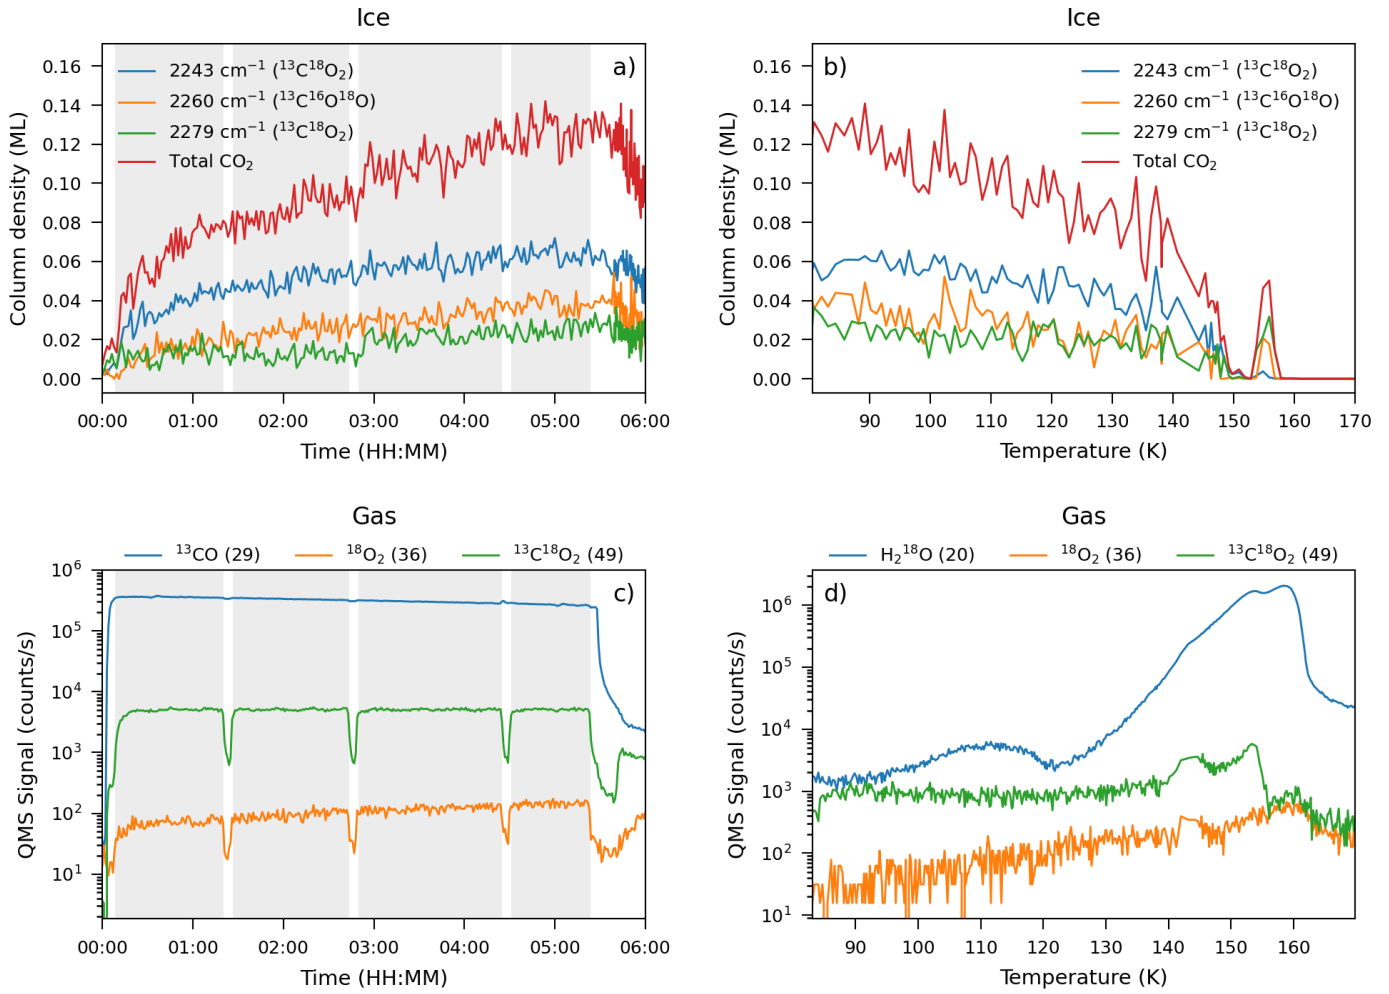 Ice
a)
2243 cm⁻¹ (¹³C¹⁸O₂)
2260 cm⁻¹ (¹³C¹⁶O¹⁸O)
2279 cm⁻¹ (¹³C¹⁸O₂)
Total CO₂
Column density (ML)
0.16
0.14
0.12
0.10
0.08
0.06
0.04
0.02
0.00
00:00 01:00 02:00 03:00 04:00 05:00 06:00
Time (HH:MM)
Ice
b)
2243 cm⁻¹ (¹³C¹⁸O₂)
2260 cm⁻¹ (¹³C¹⁶O¹⁸O)
2279 cm⁻¹ (¹³C¹⁸O₂)
Total CO₂
Column density (ML)
0.16
0.14
0.12
0.10
0.08
0.06
0.04
0.02
0.00
90 100 110 120 130 140 150 160 170
Temperature (K)
Gas
¹³CO (29) ¹⁸O₂ (36) ¹³C¹⁸O₂ (49)
c)
QMS Signal (counts/s)
10⁶
10⁵
10⁴
10³
10²
10¹
00:00 01:00 02:00 03:00 04:00 05:00 06:00
Time (HH:MM)
Gas
H₂¹⁸O (20) ¹⁸O₂ (36) ¹³C¹⁸O₂ (49)
d)
QMS Signal (counts/s)
10⁶
10⁵
10⁴
10³
10²
10¹
90 100 110 120 130 140 150 160
Temperature (K)